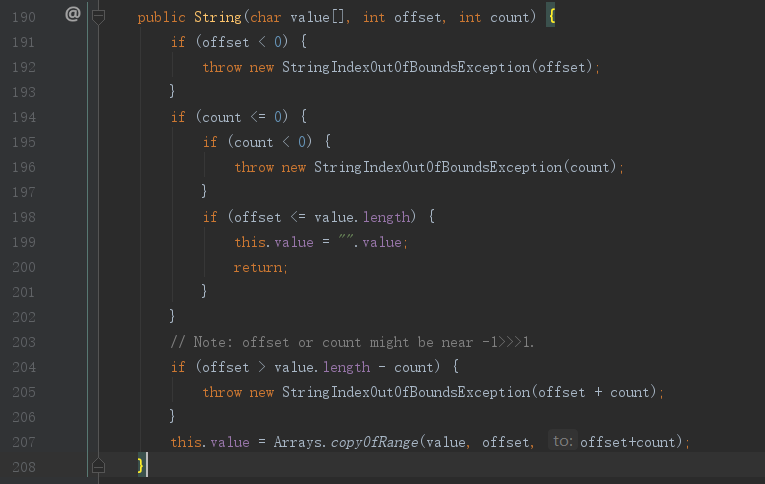 190 @ public String(char value[], int offset, int count) {
191 if (offset < 0) {
192 throw new StringIndexOutOfBoundsException(offset);
193 }
194 if (count <= 0) {
195 if (count < 0) {
196 throw new StringIndexOutOfBoundsException(count);
197 }
198 if (offset <= value.length) {
199 this.value = "".value;
200 return;
201 }
202 }
203 // Note: offset or count might be near -1>>>1.
204 if (offset > value.length - count) {
205 throw new StringIndexOutOfBoundsException(offset + count);
206 }
207 this.value = Arrays.copyOfRange(value, offset, to: offset+count);
208 }